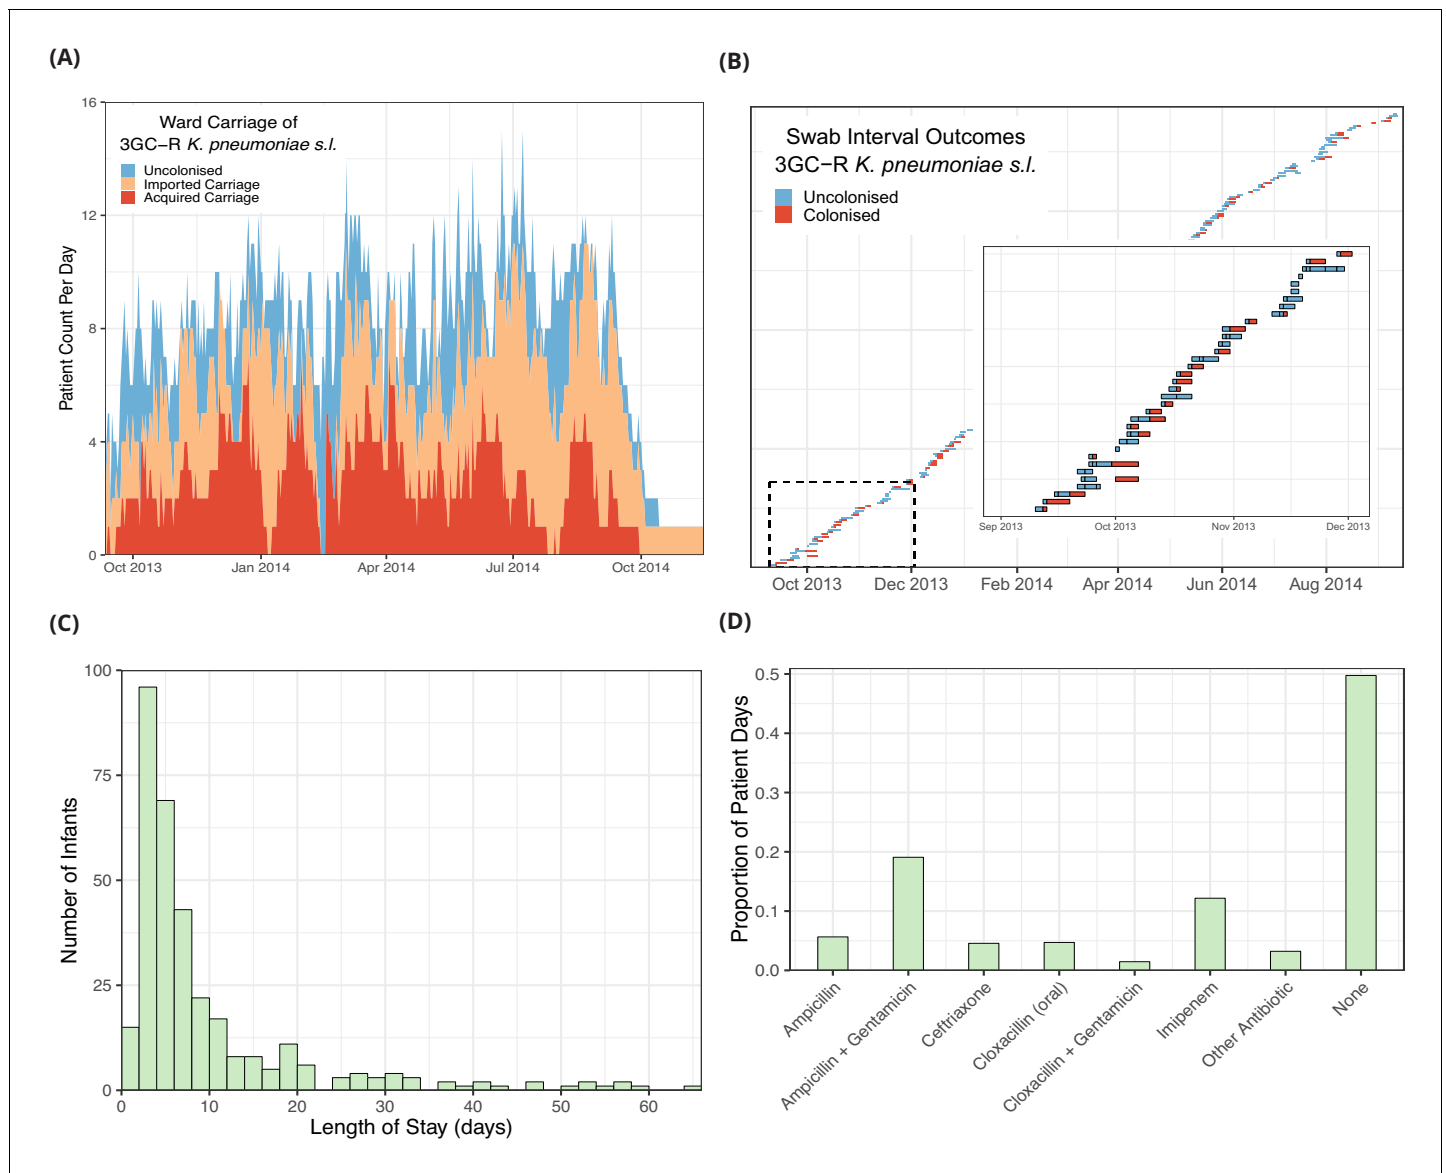 (A)
Ward Carriage of
3GC−R K. pneumoniae s.l.
Uncolonised
Imported Carriage
Acquired Carriage
Patient Count Per Day
16
12
8
4
0
Oct 2013
Jan 2014
Apr 2014
Jul 2014
Oct 2014
(B)
Swab Interval Outcomes
3GC−R K. pneumoniae s.l.
Uncolonised
Colonised
Sep 2013
Oct 2013
Nov 2013
Dec 2013
Oct 2013
Dec 2013
Feb 2014
Apr 2014
Jun 2014
Aug 2014
(C)
Number of Infants
100
75
50
25
0
0
10
20
30
40
50
60
Length of Stay (days)
(D)
Proportion of Patient Days
0.5
0.4
0.3
0.2
0.1
0.0
Ampicillin
Ampicillin + Gentamicin
Ceftriaxone
Cloxacillin (oral)
Cloxacillin + Gentamicin
Imipenem
Other Antibiotic
None